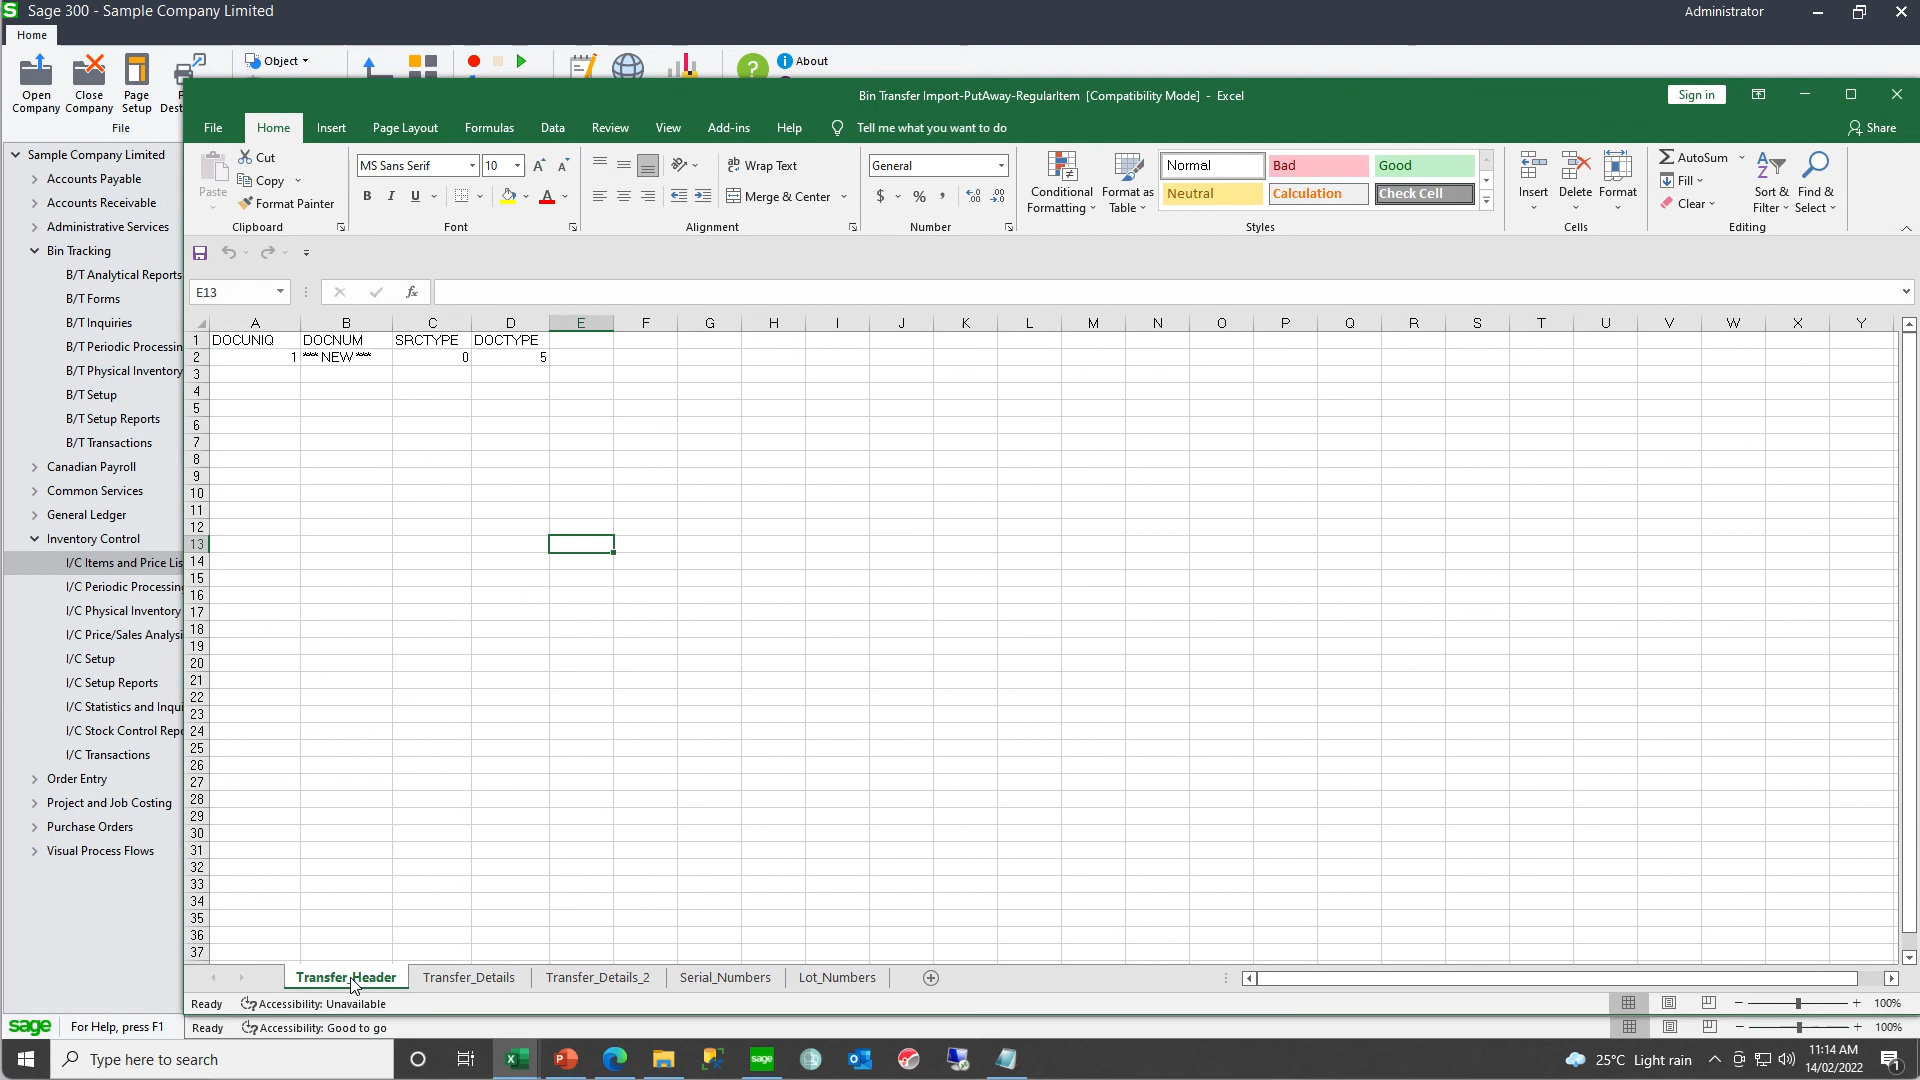 Sage 300 - Sample Company Limited
Administrator
Home
Open Company
Close Company
Page Setup
Object
About
File
Bin Transfer Import-PutAway-RegularItem [Compatibility Mode] - Excel
Sign in
File Home Insert Page Layout Formulas Data Review View Add-ins Help Tell me what you want to do
Share
Paste
Cut
Copy
Format Painter
Clipboard
MS Sans Serif
10
B I U
Font
Wrap Text
Merge & Center
Alignment
General
$ % ,
Number
Conditional Formatting
Format as Table
Normal Bad Good
Neutral Calculation Check Cell
Styles
Insert Delete Format
Cells
AutoSum
Fill
Clear
Sort & Filter
Find & Select
Editing
E13
fx
A B C D E F G H I J K L M N O P Q R S T U V W X Y
1 DOCUNIQ DOCNUM SRCTYPE DOCTYPE
2 1 *** NEW *** 0 5
3
4
5
6
7
8
9
10
11
12
13
14
15
16
17
18
19
20
21
22
23
24
25
26
27
28
29
30
31
32
33
34
35
36
37
Sample Company Limited
Accounts Payable
Accounts Receivable
Administrative Services
Bin Tracking
B/T Analytical Reports
B/T Forms
B/T Inquiries
B/T Periodic Processin
B/T Physical Inventory
B/T Setup
B/T Setup Reports
B/T Transactions
Canadian Payroll
Common Services
General Ledger
Inventory Control
I/C Items and Price Lis
I/C Periodic Processing
I/C Physical Inventory
I/C Price/Sales Analysi
I/C Setup
I/C Setup Reports
I/C Statistics and Inqui
I/C Stock Control Repo
I/C Transactions
Order Entry
Project and Job Costing
Purchase Orders
Visual Process Flows
Transfer_Header Transfer_Details Transfer_Details_2 Serial_Numbers Lot_Numbers
Ready Accessibility: Unavailable
100%
sage For Help, press F1
Ready Accessibility: Good to go
100%
Type here to search
sage
25°C Light rain
11:14 AM
14/02/2022
1